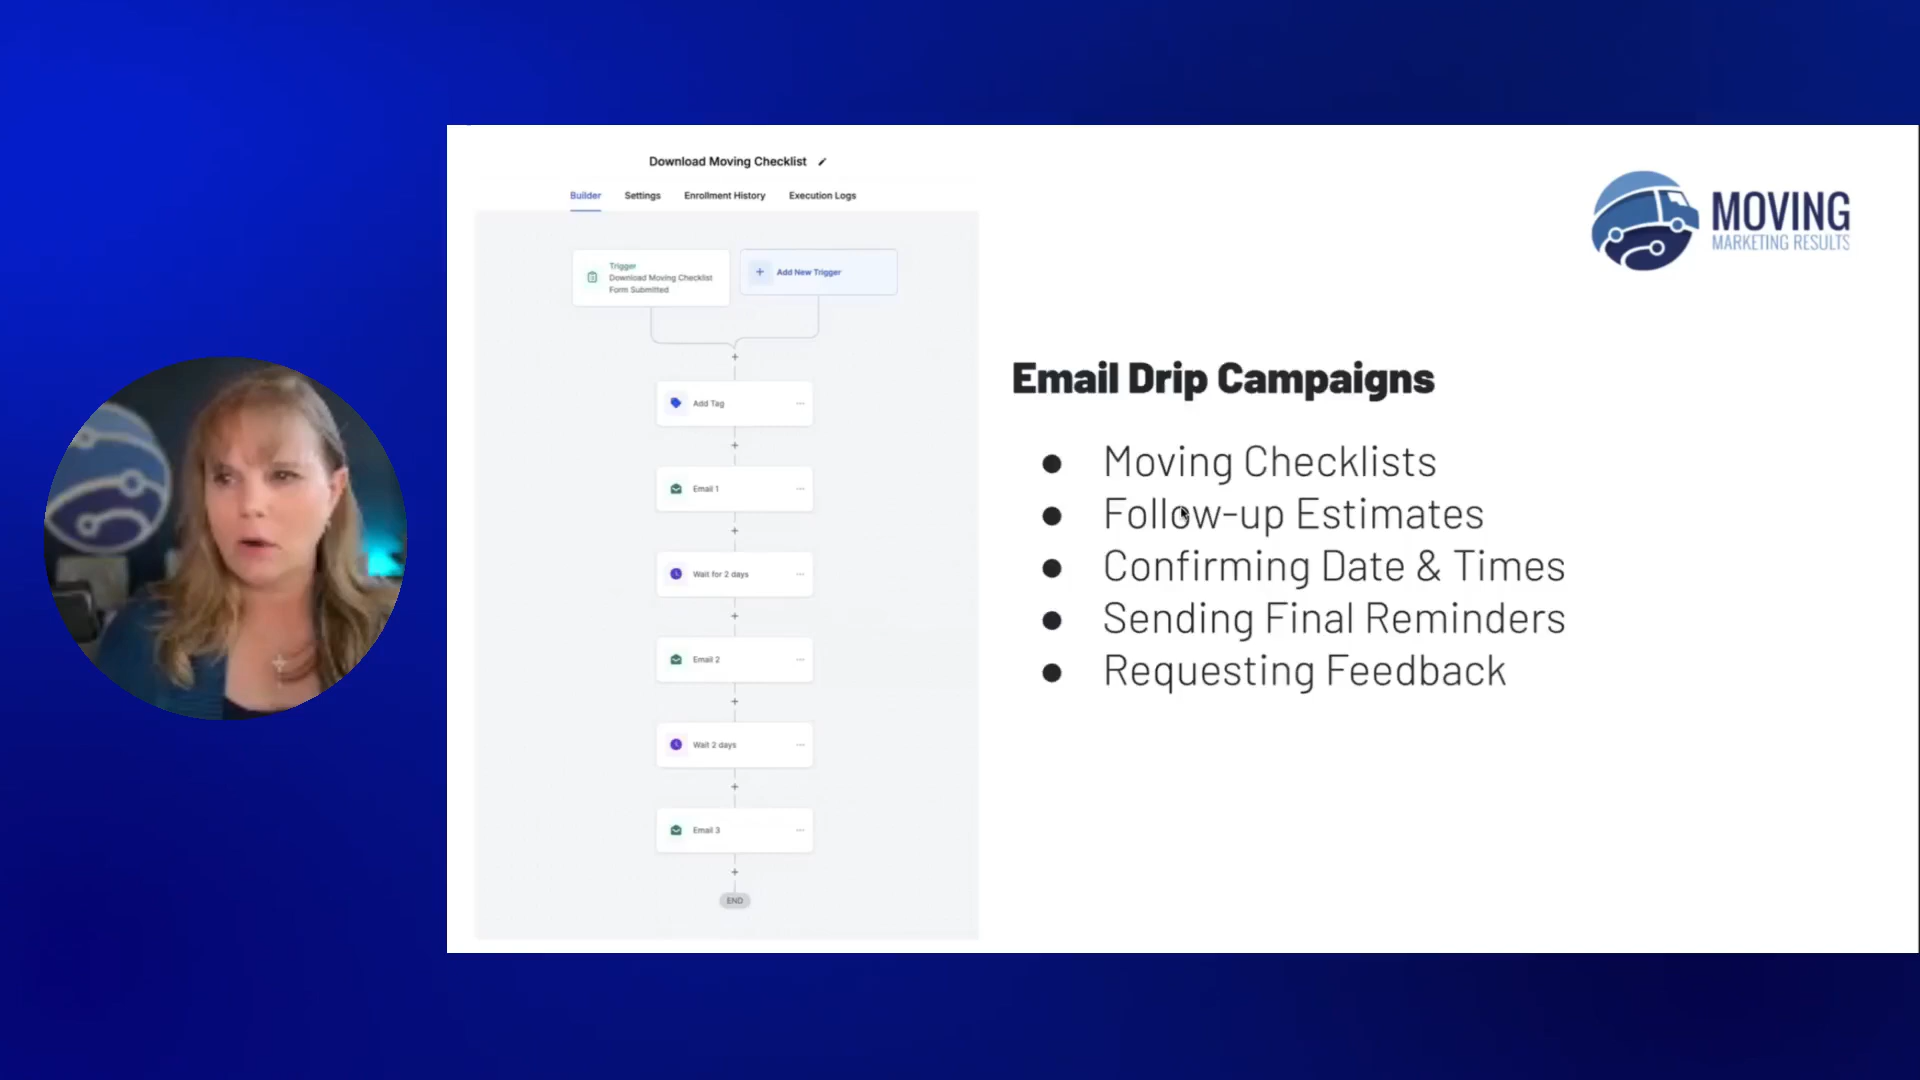 Download Moving Checklist
Builder Settings Enrollment History Execution Logs
Trigger
Download Moving Checklist
Form Submitted
+ Add New Trigger
+
Add Tag ...
+
Email 1 ...
+
Wait for 2 days ...
+
Email 2 ...
+
Wait 2 days ...
+
Email 3 ...
+
END
MOVING
MARKETING RESULTS
Email Drip Campaigns
● Moving Checklists
● Follow-up Estimates
● Confirming Date & Times
● Sending Final Reminders
● Requesting Feedback